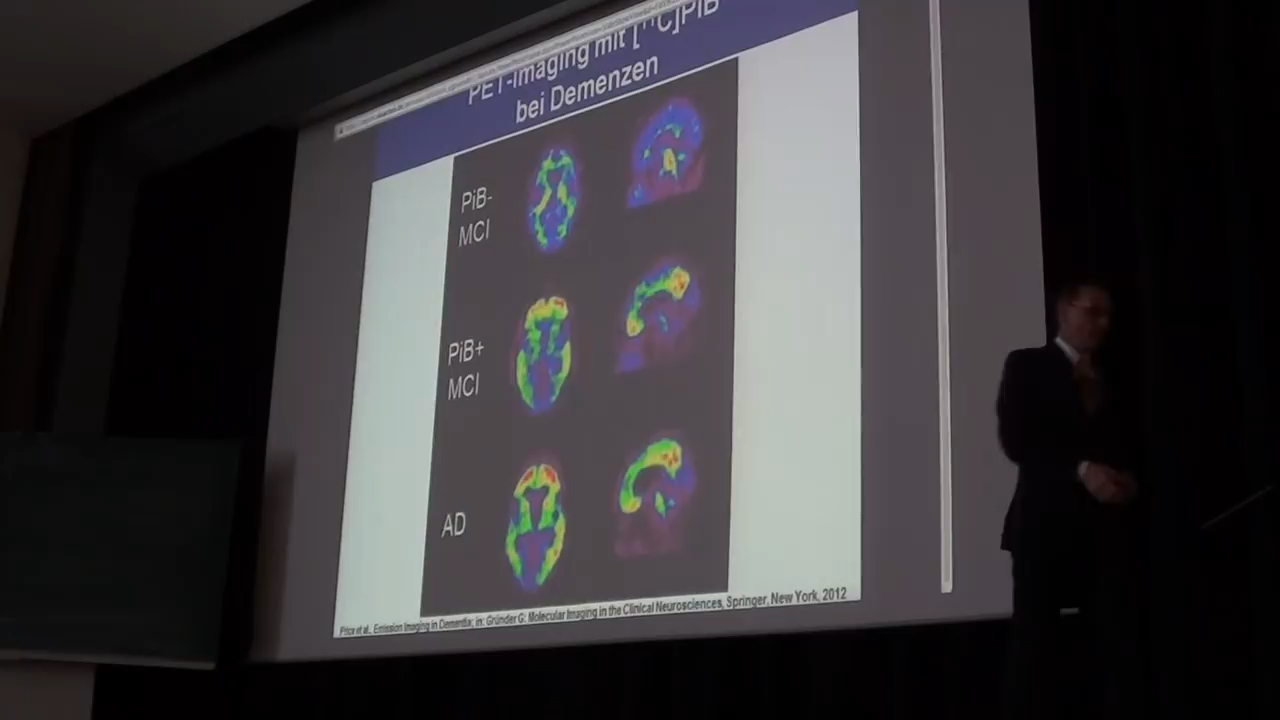 PET-Imaging mit [¹¹C]PiB
bei Demenzen
PiB-
MCI
PiB+
MCI
AD
Price et al., Emission Imaging in Dementia; in: Gründer G: Molecular Imaging in the Clinical Neurosciences, Springer, New York, 2012